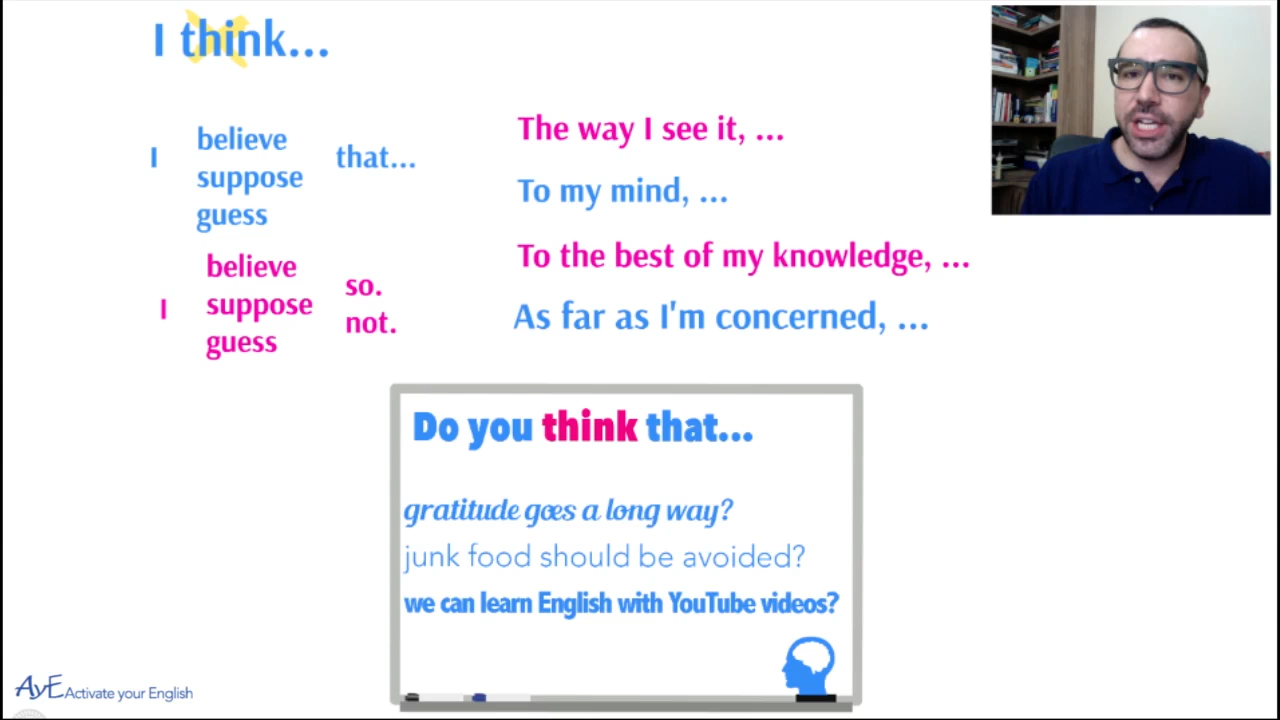 I think...
believe
I suppose that...
guess
believe
so.
I suppose
not.
guess
The way I see it, ...
To my mind, ...
To the best of my knowledge, ...
As far as I'm concerned, ...
Do you think that...
gratitude goes a long way?
junk food should be avoided?
we can learn English with YouTube videos?
AyE Activate your English